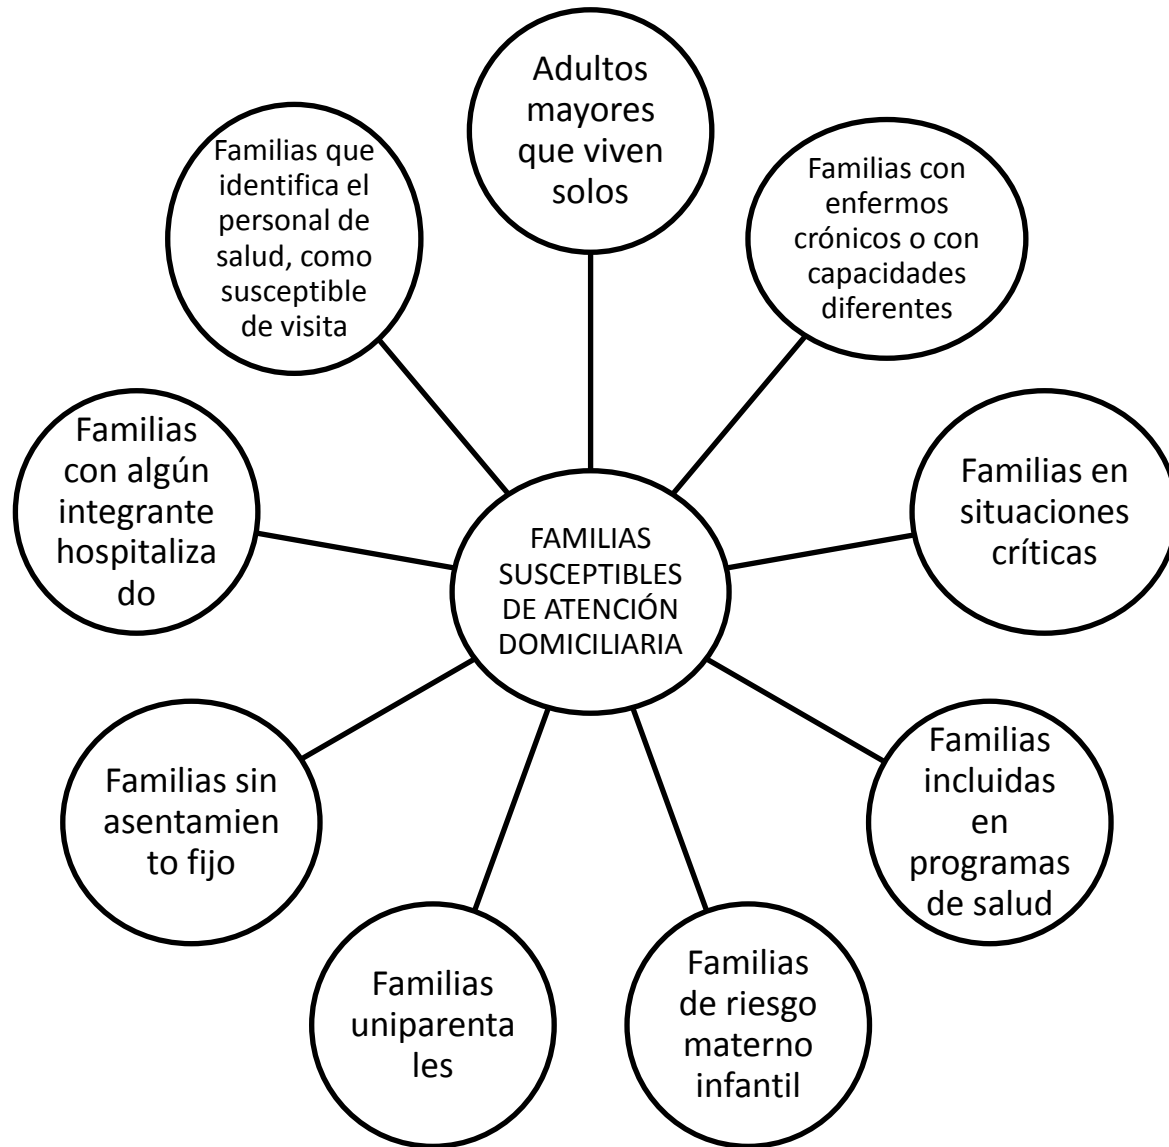 Adultos
mayores
que viven
solos
Familias con
enfermos
crónicos o con
capacidades
diferentes
Familias en
situaciones
críticas
Familias
incluidas
en
programas
de salud
Familias
de riesgo
materno
infantil
Familias
uniparenta
les
Familias sin
asentamien
to fijo
Familias
con algún
integrante
hospitaliza
do
Familias que
identifica el
personal de
salud, como
susceptible
de visita
FAMILIAS
SUSCEPTIBLES
DE ATENCIÓN
DOMICILIARIA